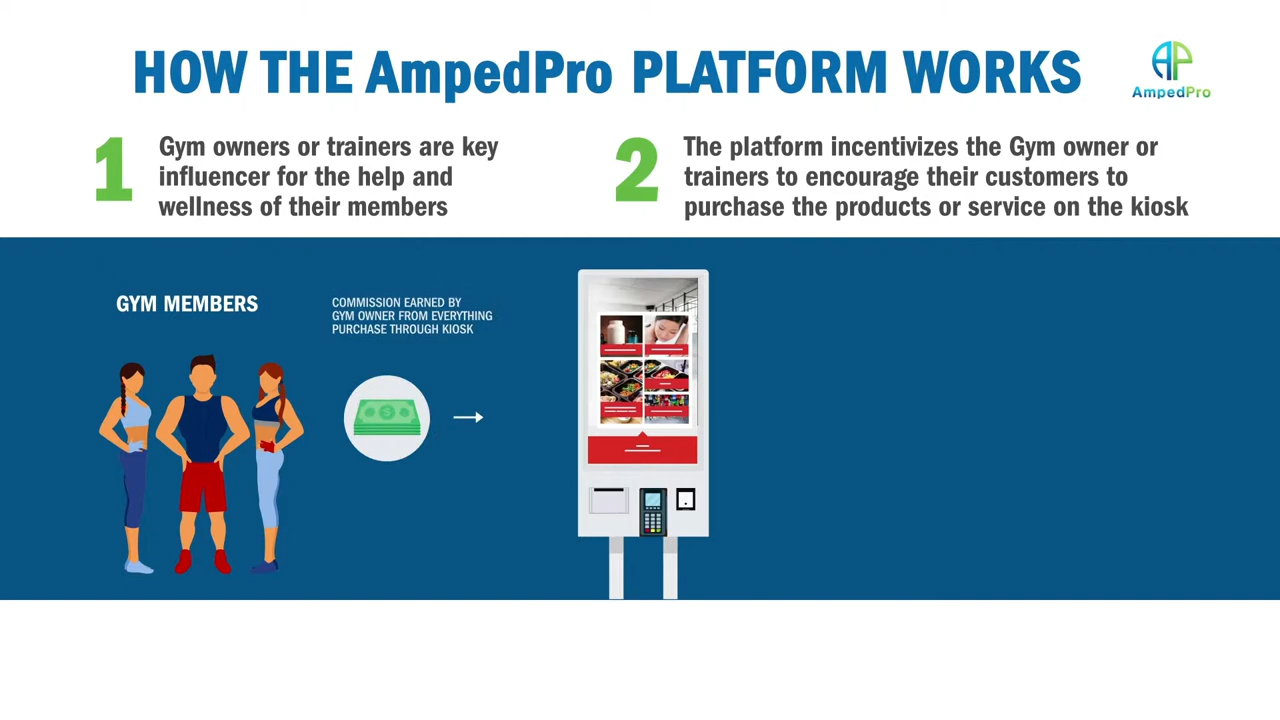 HOW THE AmpedPro PLATFORM WORKS
AP
AmpedPro
1
Gym owners or trainers are key
influencer for the help and
wellness of their members
2
The platform incentivizes the Gym owner or
trainers to encourage their customers to
purchase the products or service on the kiosk
GYM MEMBERS
COMMISSION EARNED BY
GYM OWNER FROM EVERYTHING
PURCHASE THROUGH KIOSK
$